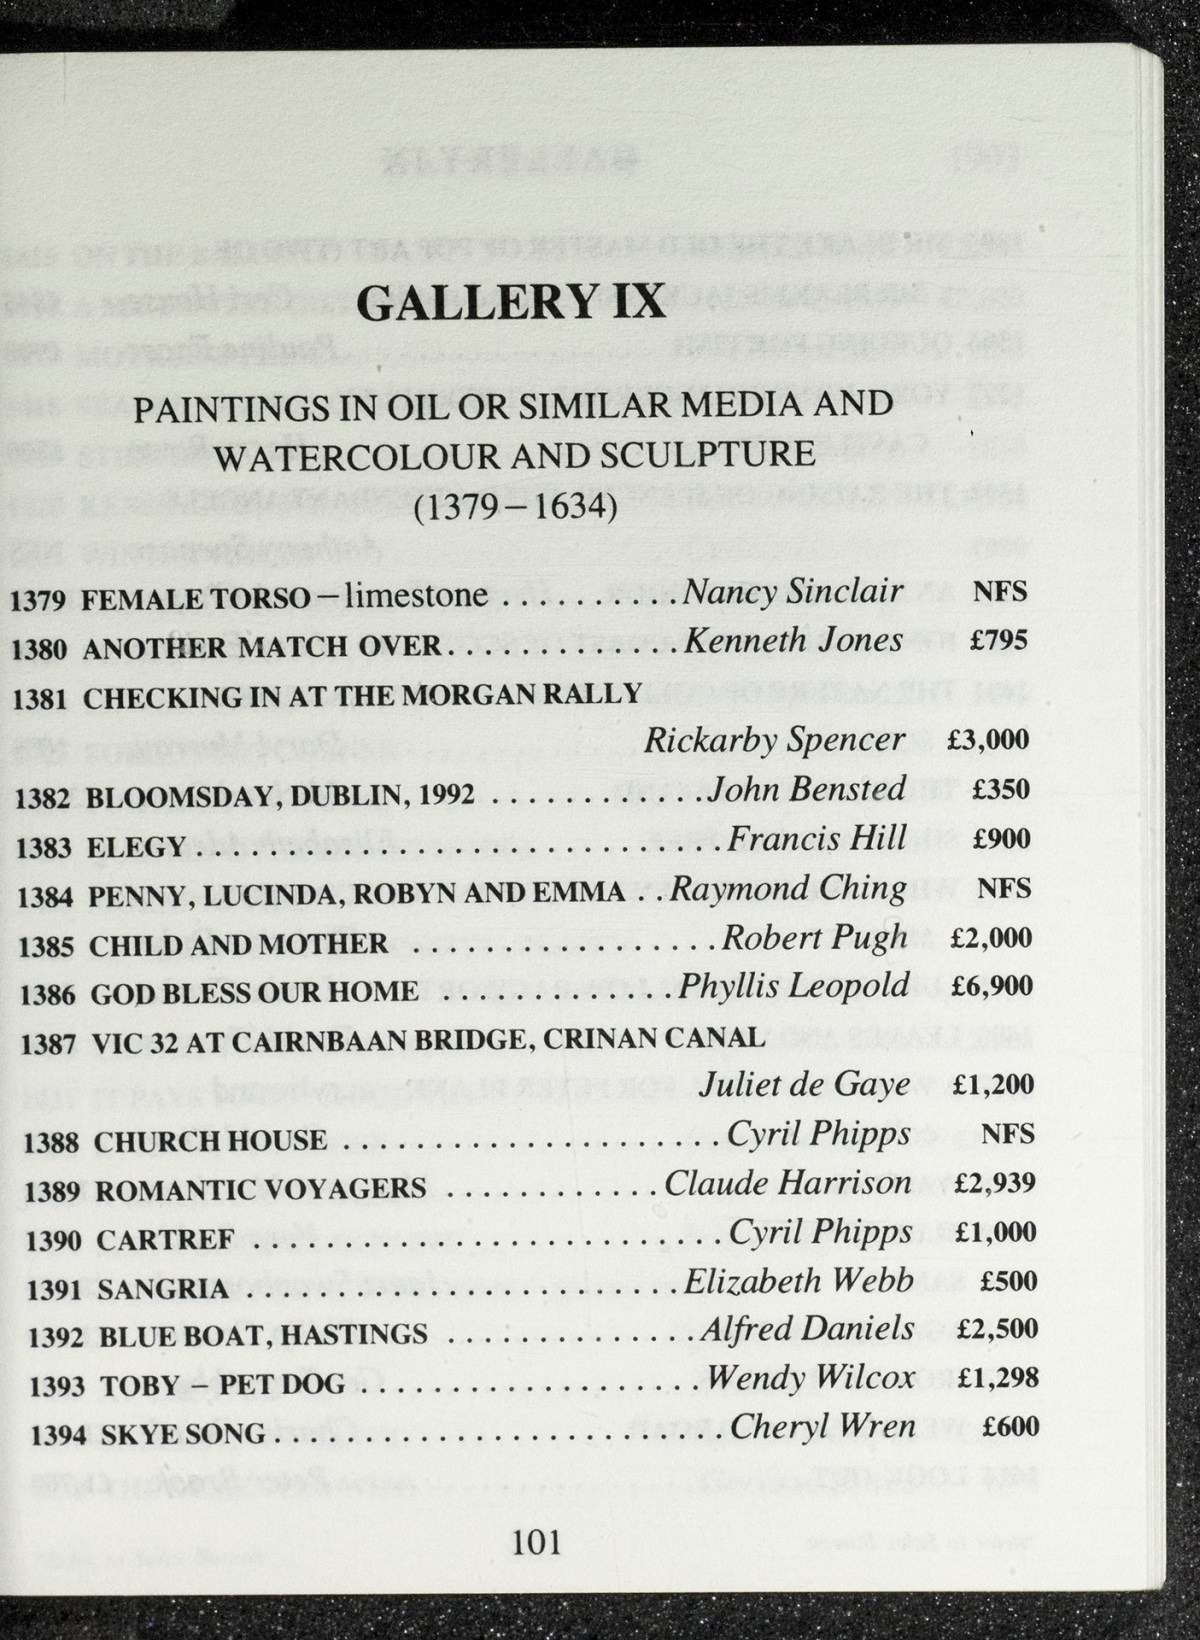 GALLERY IX
PAINTINGS IN OIL OR SIMILAR MEDIA AND
WATERCOLOUR AND SCULPTURE
(1379–1634)
1379 FEMALE TORSO – limestone .......... Nancy Sinclair NFS
1380 ANOTHER MATCH OVER. ............ Kenneth Jones £795
1381 CHECKING IN AT THE MORGAN RALLY
Rickarby Spencer £3,000
1382 BLOOMSDAY, DUBLIN, 1992 ............ John Bensted £350
1383 ELEGY .............................. Francis Hill £900
1384 PENNY, LUCINDA, ROBYN AND EMMA .. Raymond Ching NFS
1385 CHILD AND MOTHER ................. Robert Pugh £2,000
1386 GOD BLESS OUR HOME ............. Phyllis Leopold £6,900
1387 VIC 32 AT CAIRNBAAN BRIDGE, CRINAN CANAL
Juliet de Gaye £1,200
1388 CHURCH HOUSE ..................... Cyril Phipps NFS
1389 ROMANTIC VOYAGERS ............ Claude Harrison £2,939
1390 CARTREF .......................... Cyril Phipps £1,000
1391 SANGRIA ........................ Elizabeth Webb £500
1392 BLUE BOAT, HASTINGS .............. Alfred Daniels £2,500
1393 TOBY – PET DOG ................... Wendy Wilcox £1,298
1394 SKYE SONG ......................... Cheryl Wren £600
101